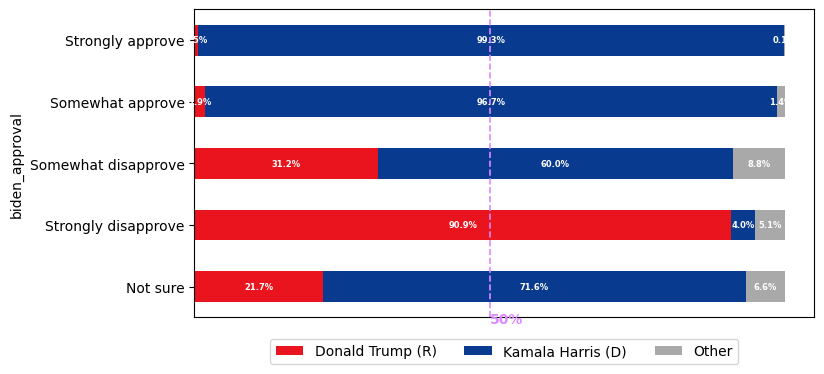 biden_approval
Strongly approve .5% 99.3% 0.1
Somewhat approve .9% 96.7% 1.4%
Somewhat disapprove 31.2% 60.0% 8.8%
Strongly disapprove 90.9% 4.0% 5.1%
Not sure 21.7% 71.6% 6.6%
50%
Donald Trump (R) Kamala Harris (D) Other